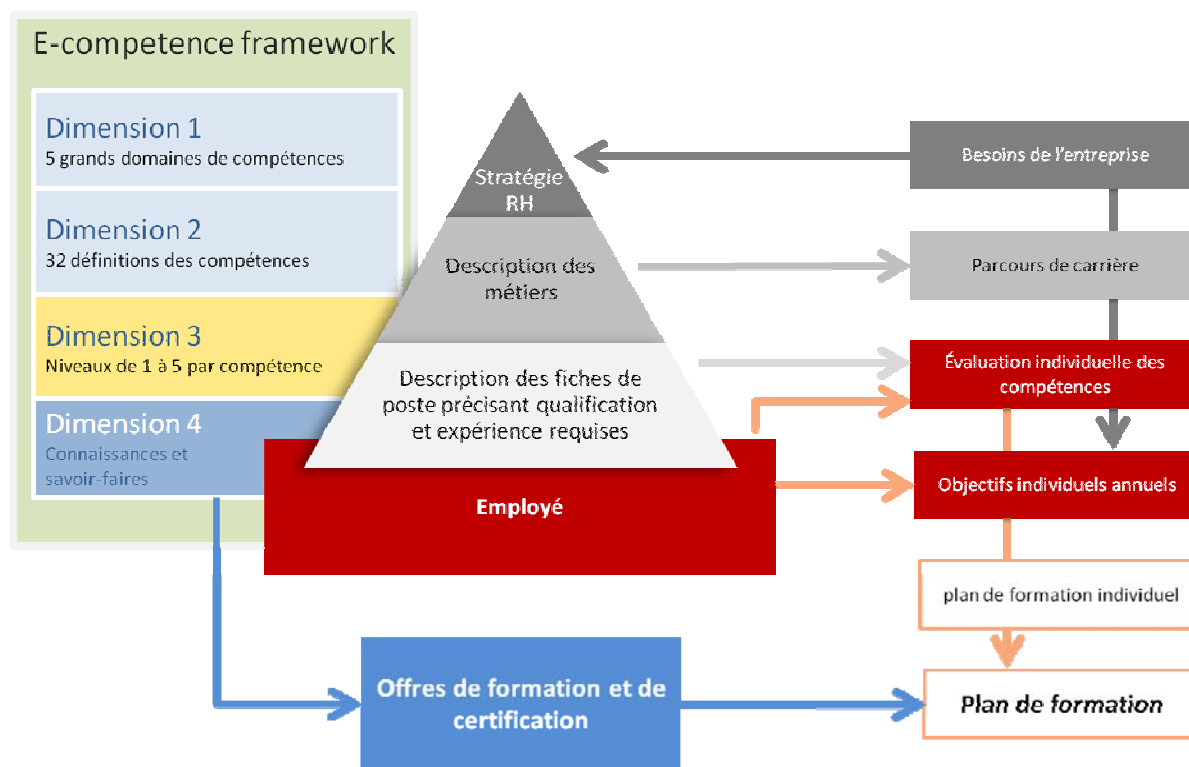 E-competence framework
Dimension 1
5 grands domaines de compétences
Dimension 2
32 définitions des compétences
Dimension 3
Niveaux de 1 à 5 par compétence
Dimension 4
Connaissances et
savoir-faires
Stratégie
RH
Description des
métiers
Description des fiches de
poste précisant qualification
et expérience requises
Employé
Besoins de l'entreprise
Parcours de carrière
Évaluation individuelle des
compétences
Objectifs individuels annuels
plan de formation individuel
Plan de formation
Offres de formation et de
certification